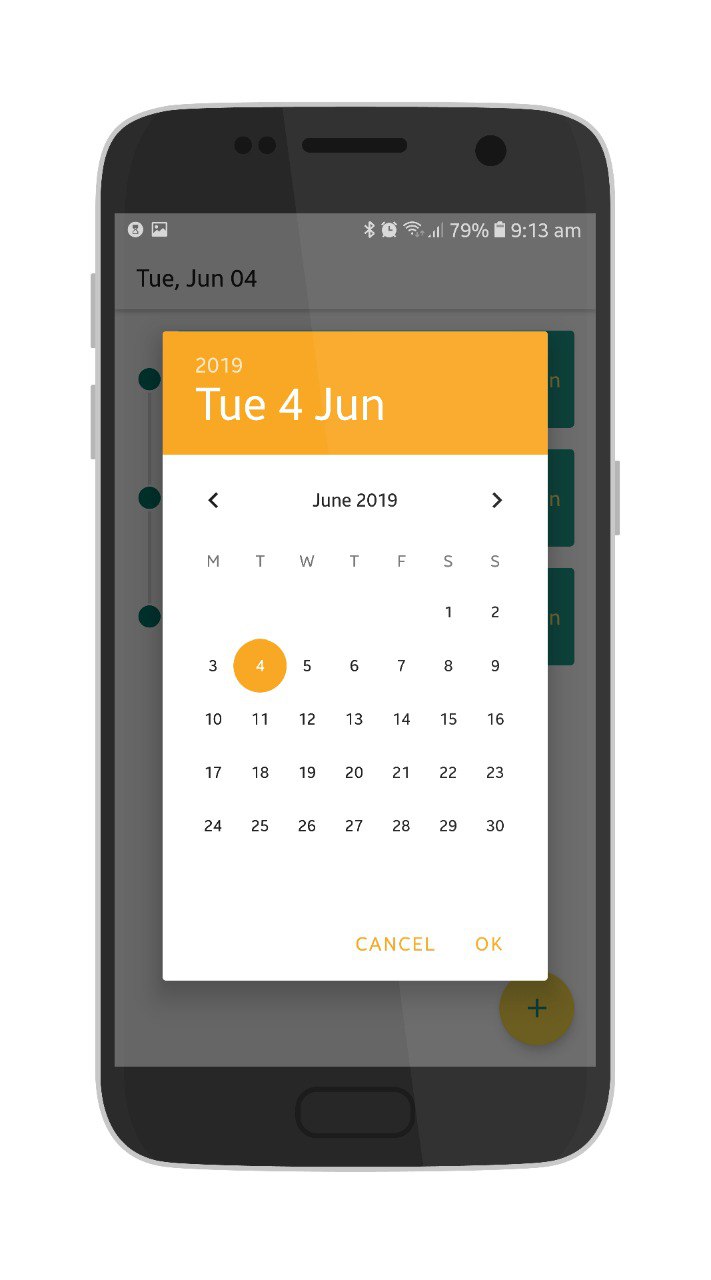 79% 9:13 am
Tue, Jun 04
2019
Tue 4 Jun
June 2019
M T W T F S S
1 2
3 4 5 6 7 8 9
10 11 12 13 14 15 16
17 18 19 20 21 22 23
24 25 26 27 28 29 30
CANCEL OK
+